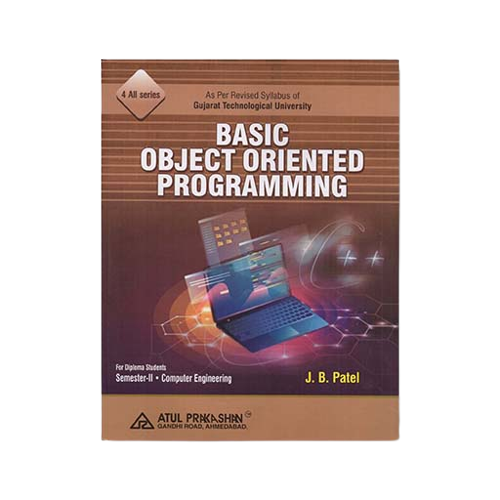 4 All series
As Per Revised Syllabus of
Gujarat Technological University
BASIC
OBJECT ORIENTED
PROGRAMMING
C++
For Diploma Students
Semester-II • Computer Engineering
J. B. Patel
ATUL PRAKASHAN
GANDHI ROAD, AHMEDABAD.